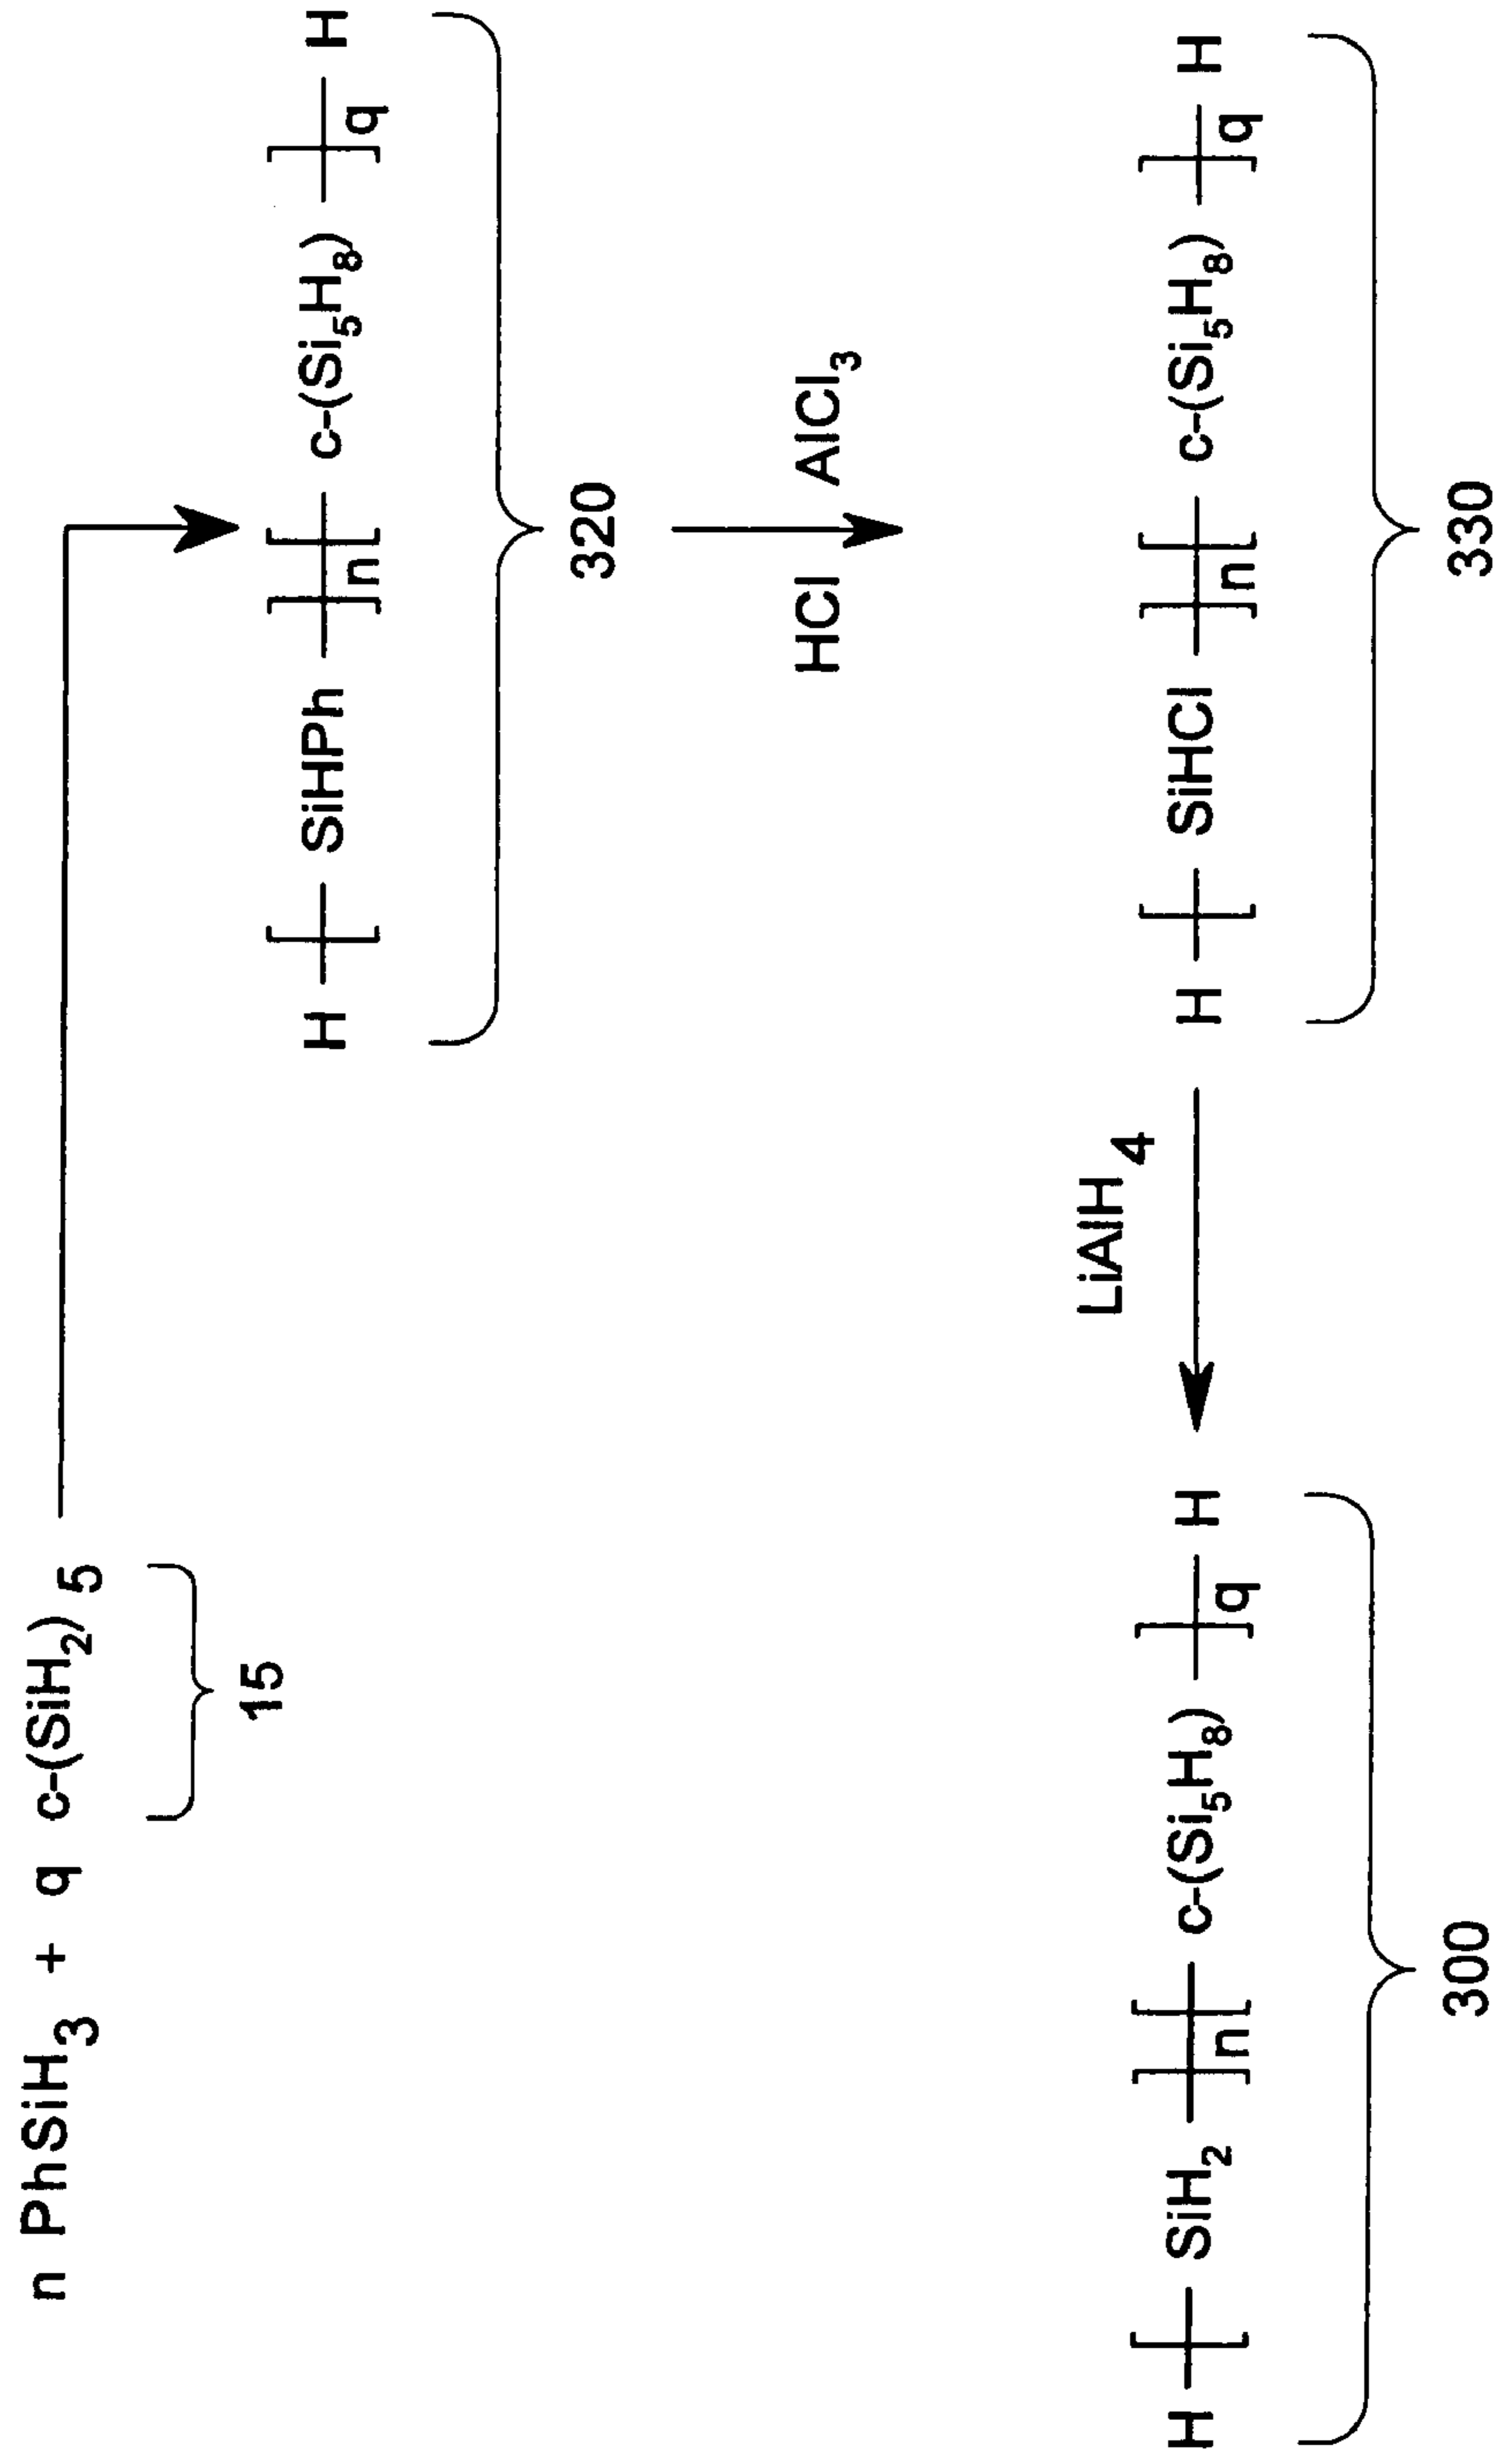 n PhSiH3 + q c-(SiH2)5
15
H [ SiHPh ]n [ c-(Si5H8) ]q H
320
HCl AlCl3
H [ SiHCl ]n [ c-(Si5H8) ]q H
330
LiAlH4
H [ SiH2 ]n [ c-(Si5H8) ]q H
300